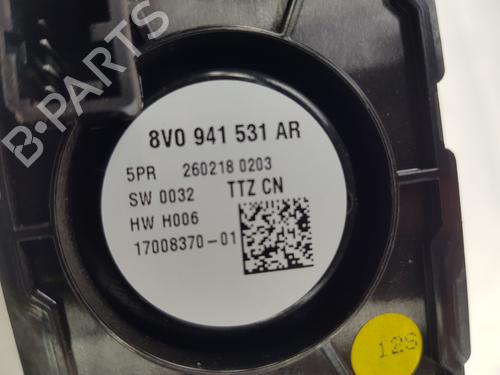 B-PARTS
8V0 941 531 AR
5PR 260218 0203
SW 0032 TTZ CN
HW H006
17008370-01
12S